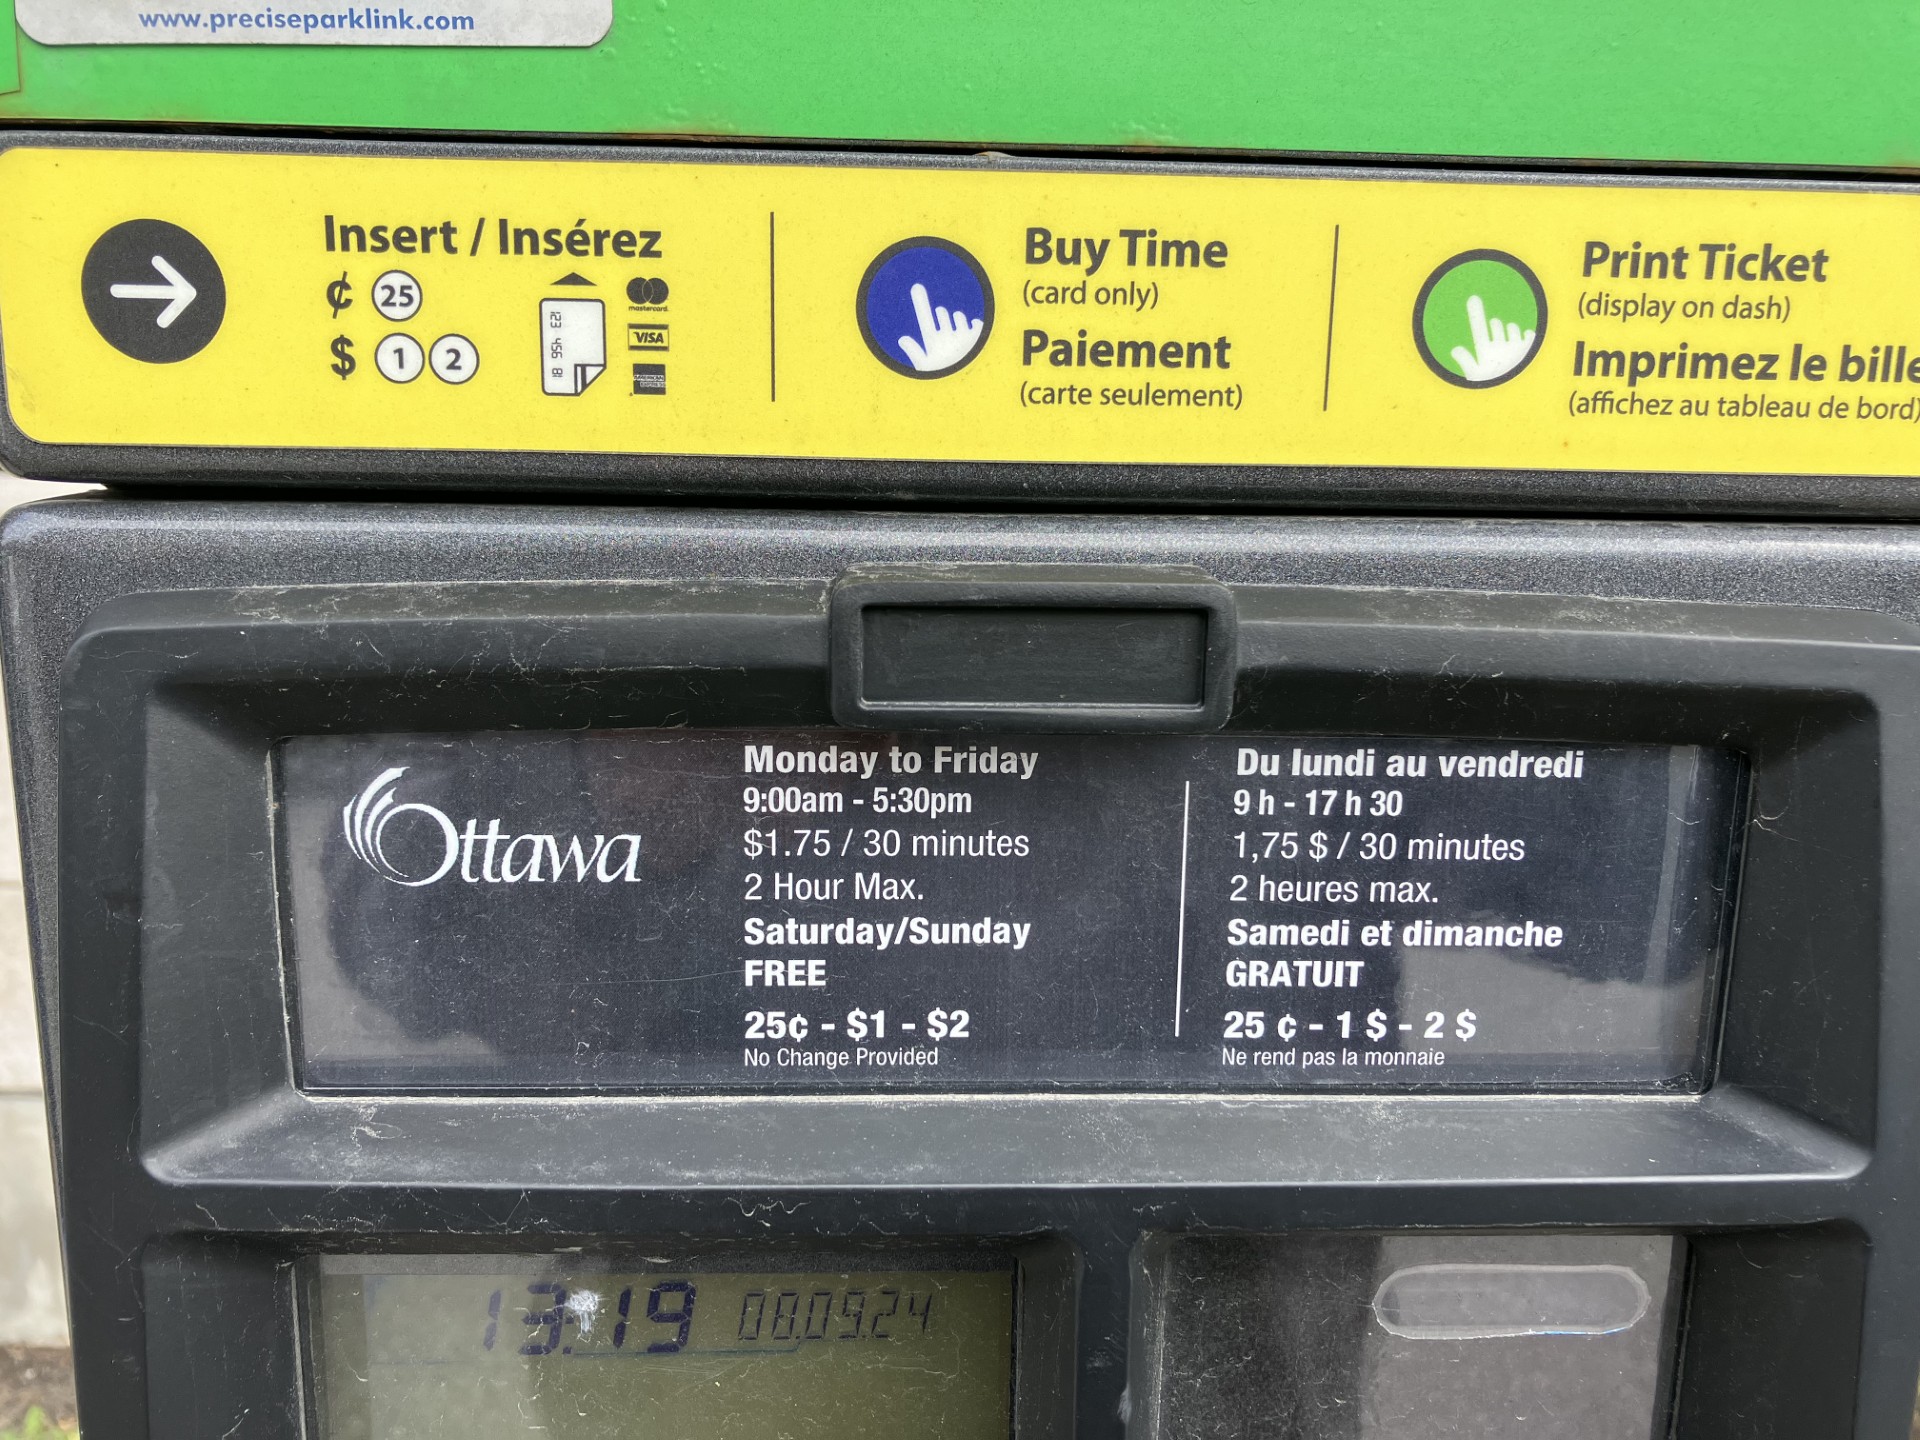 www.preciseparklink.com
Insert / Insérez
¢ 25
$ 1 2
123 456 18
mastercard.
VISA
Buy Time
(card only)
Paiement
(carte seulement)
Print Ticket
(display on dash)
Imprimez le bille
(affichez au tableau de bord)
Ottawa
Monday to Friday
9:00am - 5:30pm
$1.75 / 30 minutes
2 Hour Max.
Saturday/Sunday
FREE
25¢ - $1 - $2
No Change Provided
Du lundi au vendredi
9 h - 17 h 30
1,75 $ / 30 minutes
2 heures max.
Samedi et dimanche
GRATUIT
25 ¢ - 1 $ - 2 $
Ne rend pas la monnaie
13:19 08.09.24